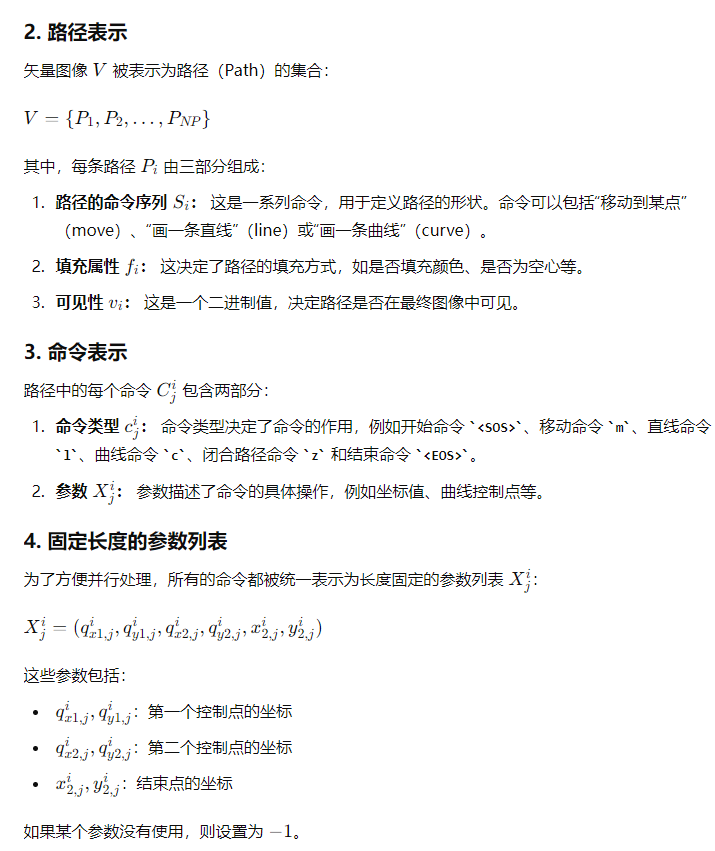 2. 路径表示
矢量图像 V 被表示为路径（Path）的集合：
V = {P₁, P₂, …, P_NP}
其中，每条路径 Pᵢ 由三部分组成：
1. 路径的命令序列 Sᵢ： 这是一系列命令，用于定义路径的形状。命令可以包括“移动到某点”
（move）、“画一条直线”（line）或“画一条曲线”（curve）。
2. 填充属性 fᵢ： 这决定了路径的填充方式，如是否填充颜色、是否为空心等。
3. 可见性 vᵢ： 这是一个二进制值，决定路径是否在最终图像中可见。
3. 命令表示
路径中的每个命令 C_j^i 包含两部分：
1. 命令类型 c_j^i： 命令类型决定了命令的作用，例如开始命令 `<SOS>`、移动命令 `m`、直线命令
`l`、曲线命令 `c`、闭合路径命令 `z` 和结束命令 `<EOS>`。
2. 参数 X_j^i： 参数描述了命令的具体操作，例如坐标值、曲线控制点等。
4. 固定长度的参数列表
为了方便并行处理，所有的命令都被统一表示为长度固定的参数列表 X_j^i：
X_j^i = (q_{x1,j}^i, q_{y1,j}^i, q_{x2,j}^i, q_{y2,j}^i, x_{2,j}^i, y_{2,j}^i)
这些参数包括：
• q_{x1,j}^i, q_{y1,j}^i：第一个控制点的坐标
• q_{x2,j}^i, q_{y2,j}^i：第二个控制点的坐标
• x_{2,j}^i, y_{2,j}^i：结束点的坐标
如果某个参数没有使用，则设置为 −1。